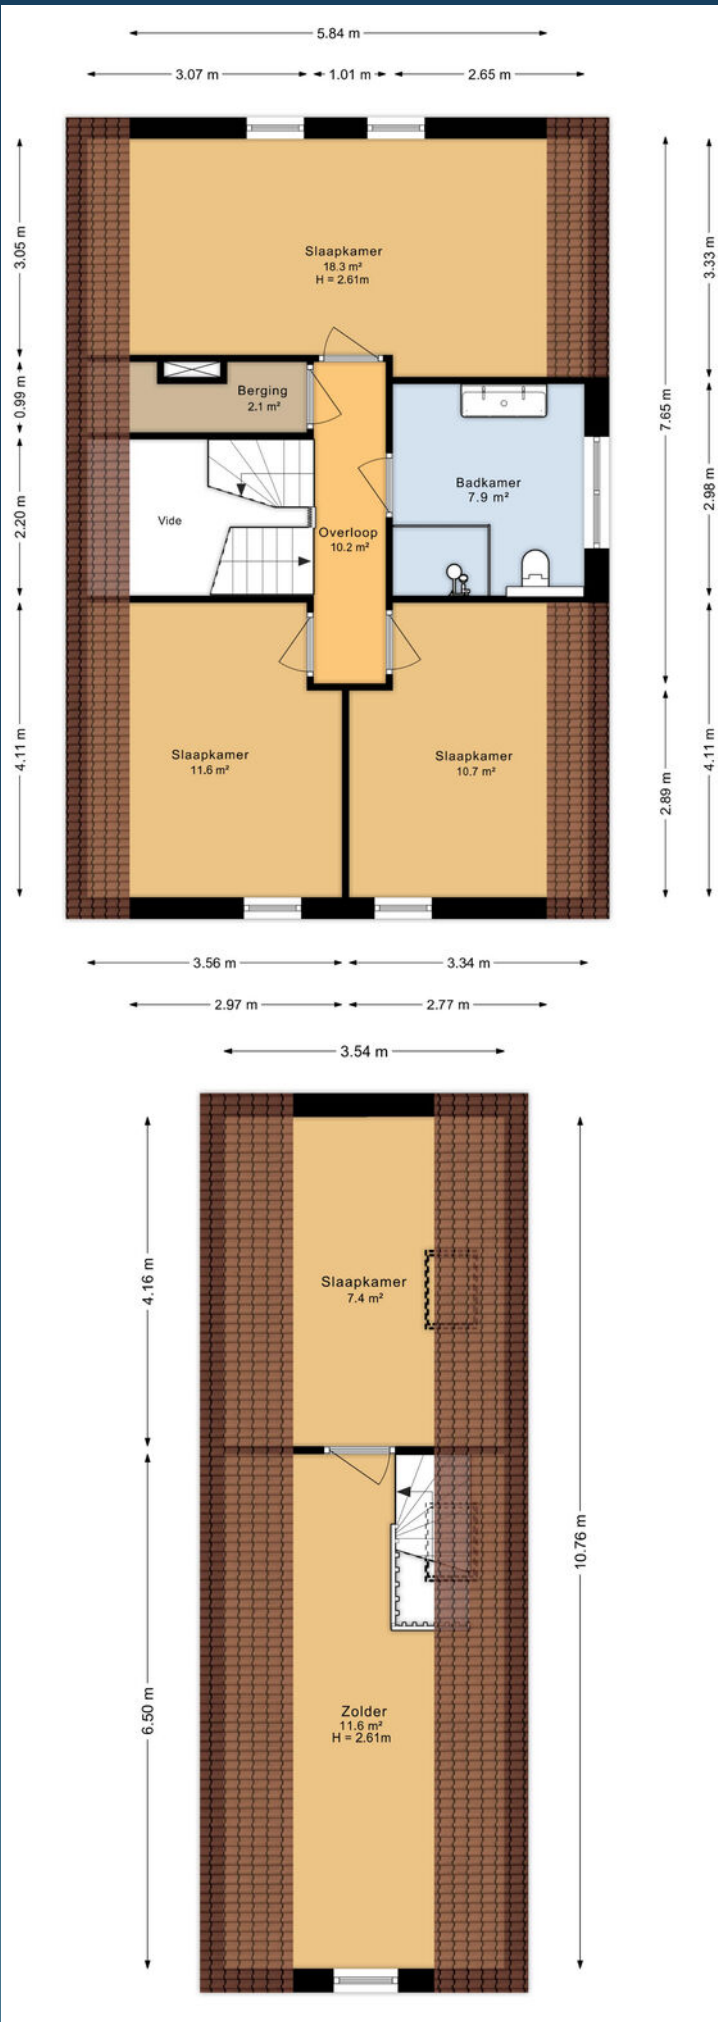 5.84 m
3.07 m
1.01 m
2.65 m
3.05 m
0.99 m
2.20 m
4.11 m
7.65 m
2.89 m
3.33 m
2.98 m
4.11 m
Slaapkamer
18.3 m²
H = 2.61m
Berging
2.1 m²
Badkamer
7.9 m²
Vide
Overloop
10.2 m²
Slaapkamer
11.6 m²
Slaapkamer
10.7 m²
3.56 m
3.34 m
2.97 m
2.77 m
3.54 m
4.16 m
6.50 m
10.76 m
Slaapkamer
7.4 m²
Zolder
11.6 m²
H = 2.61m